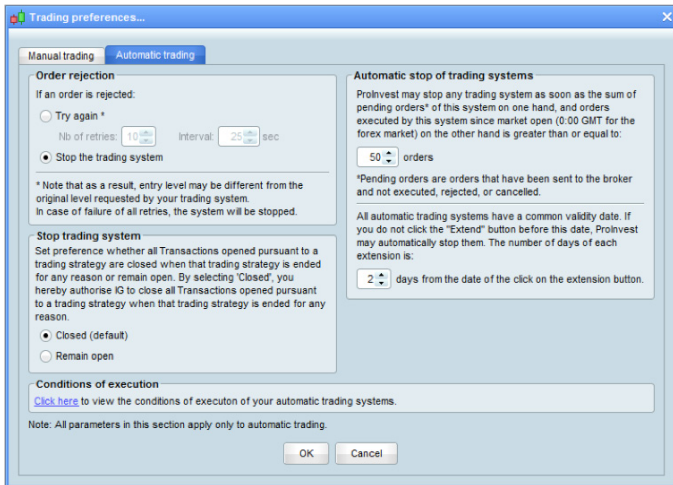 Trading preferences...
Manual trading
Automatic trading
Order rejection
If an order is rejected:
Try again *
Nb of retries: 10 Interval: 25 sec
Stop the trading system
* Note that as a result, entry level may be different from the
original level requested by your trading system.
In case of failure of all retries, the system will be stopped.
Stop trading system
Set preference whether all Transactions opened pursuant to a
trading strategy are closed when that trading strategy is ended
for any reason or remain open. By selecting 'Closed', you
hereby authorise IG to close all Transactions opened pursuant
to a trading strategy when that trading strategy is ended for any
reason.
Closed (default)
Remain open
Automatic stop of trading systems
ProInvest may stop any trading system as soon as the sum of
pending orders* of this system on one hand, and orders
executed by this system since market open (0:00 GMT for the
forex market) on the other hand is greater than or equal to:
50 orders
*Pending orders are orders that have been sent to the broker
and not executed, rejected, or cancelled.
All automatic trading systems have a common validity date. If
you do not click the "Extend" button before this date, ProInvest
may automatically stop them. The number of days of each
extension is:
2 days from the date of the click on the extension button.
Conditions of execution
Click here to view the conditions of executon of your automatic trading systems.
Note: All parameters in this section apply only to automatic trading.
OK
Cancel